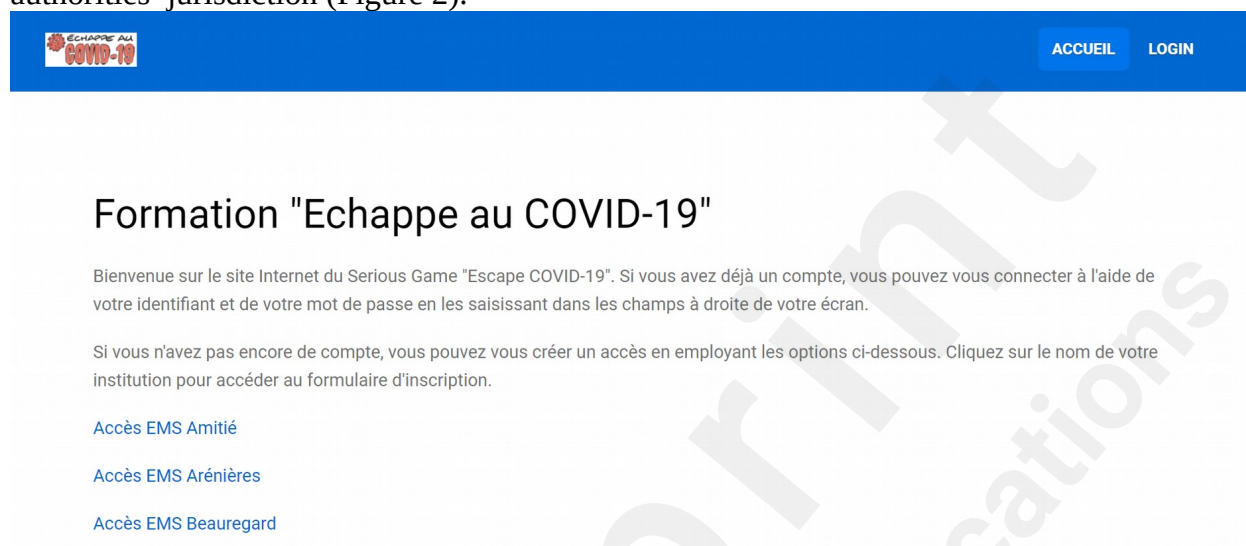 authorities' jurisdiction (Figure 2).
ÉCHAPPE AU
COVID-19
ACCUEIL LOGIN
Formation "Echappe au COVID-19"
Bienvenue sur le site Internet du Serious Game "Escape COVID-19". Si vous avez déjà un compte, vous pouvez vous connecter à l'aide de
votre identifiant et de votre mot de passe en les saisissant dans les champs à droite de votre écran.
Si vous n'avez pas encore de compte, vous pouvez vous créer un accès en employant les options ci-dessous. Cliquez sur le nom de votre
institution pour accéder au formulaire d'inscription.
Accès EMS Amitié
Accès EMS Arénières
Accès EMS Beauregard